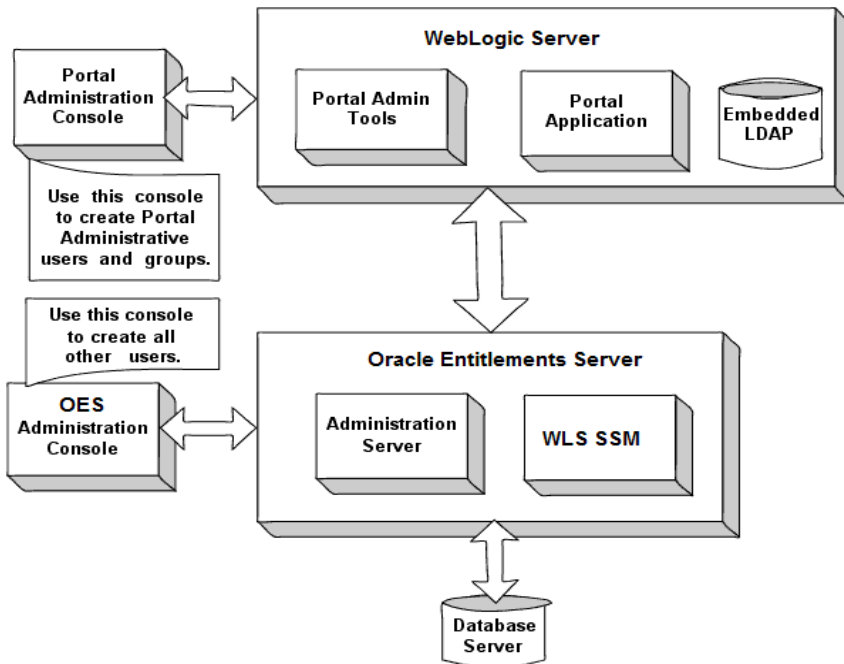 WebLogic Server
Portal
Administration
Console
Portal Admin
Tools
Portal
Application
Embedded
LDAP
Use this console
to create Portal
Administrative
users and groups.
Use this console
to create all
other users.
Oracle Entitlements Server
OES
Administration
Console
Administration
Server
WLS SSM
Database
Server